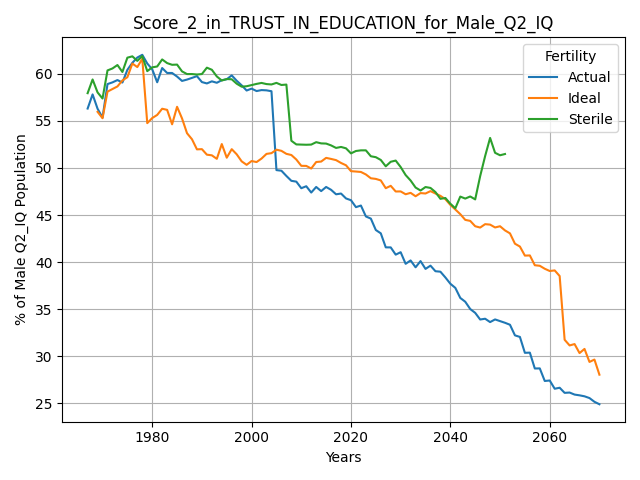 Score_2_in_TRUST_IN_EDUCATION_for_Male_Q2_IQ
% of Male Q2_IQ Population
60
55
50
45
40
35
30
25
1980
2000
2020
2040
2060
Years
Fertility
Actual
Ideal
Sterile